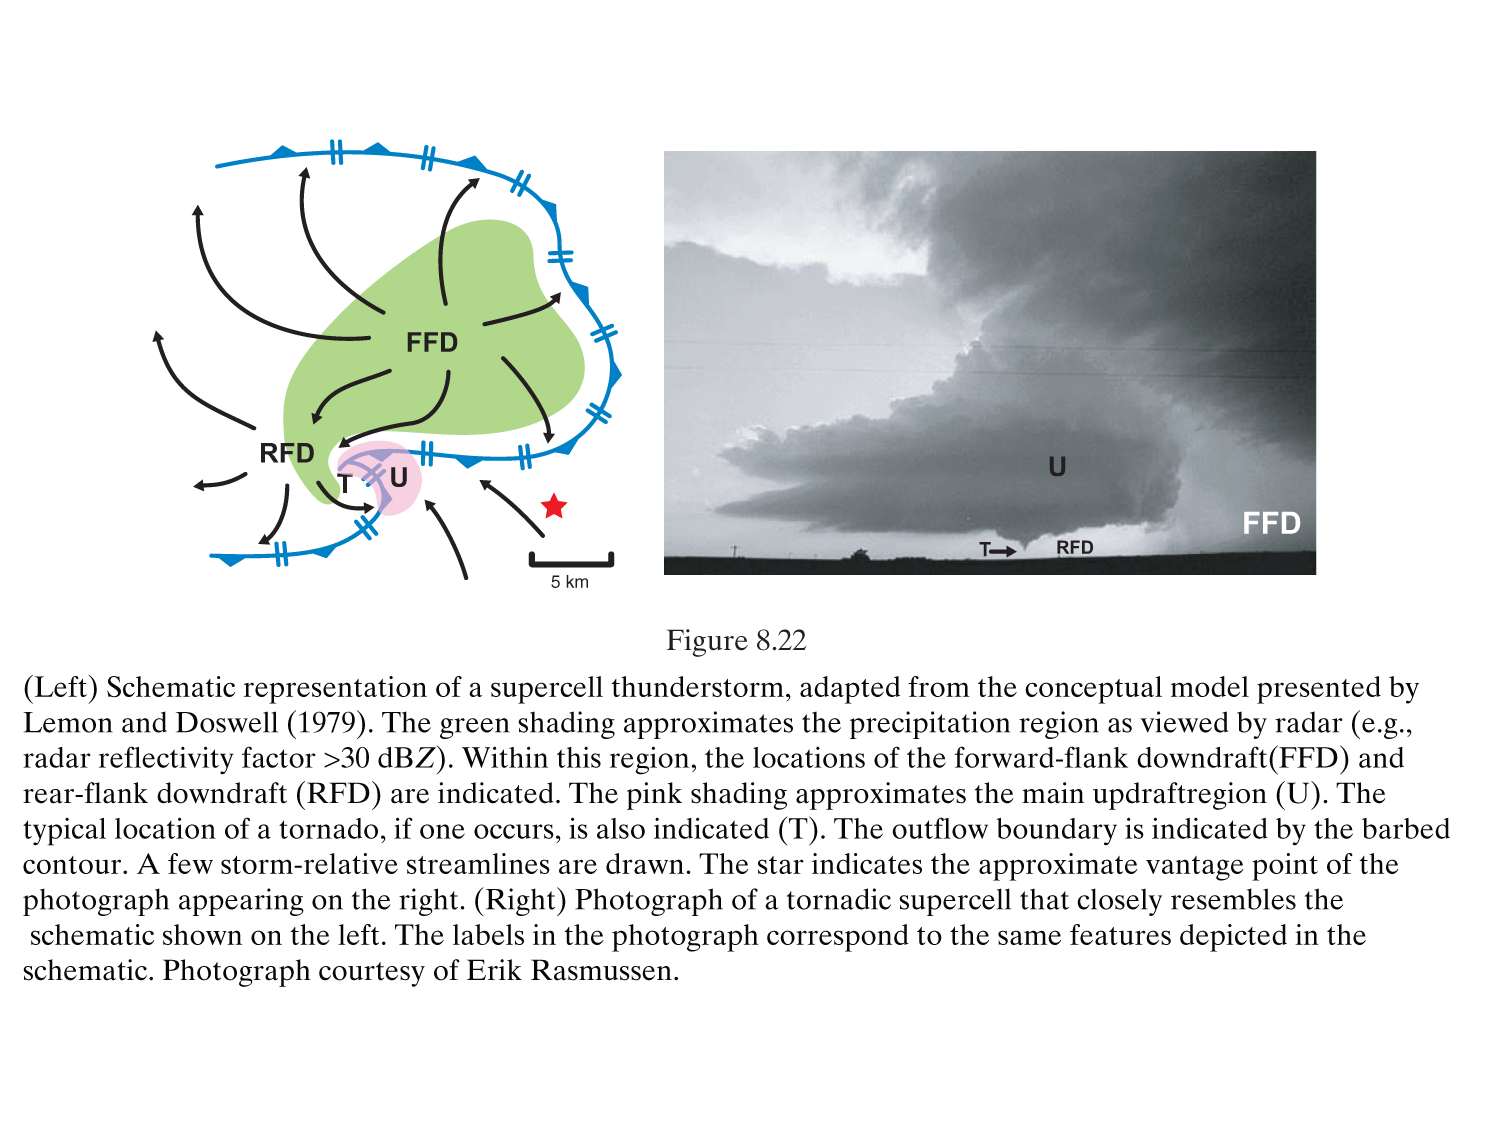 FFD
RFD
T
U
5 km
U
FFD
T
RFD
Figure 8.22
(Left) Schematic representation of a supercell thunderstorm, adapted from the conceptual model presented by
Lemon and Doswell (1979). The green shading approximates the precipitation region as viewed by radar (e.g.,
radar reflectivity factor >30 dBZ). Within this region, the locations of the forward-flank downdraft(FFD) and
rear-flank downdraft (RFD) are indicated. The pink shading approximates the main updraftregion (U). The
typical location of a tornado, if one occurs, is also indicated (T). The outflow boundary is indicated by the barbed
contour. A few storm-relative streamlines are drawn. The star indicates the approximate vantage point of the
photograph appearing on the right. (Right) Photograph of a tornadic supercell that closely resembles the
schematic shown on the left. The labels in the photograph correspond to the same features depicted in the
schematic. Photograph courtesy of Erik Rasmussen.